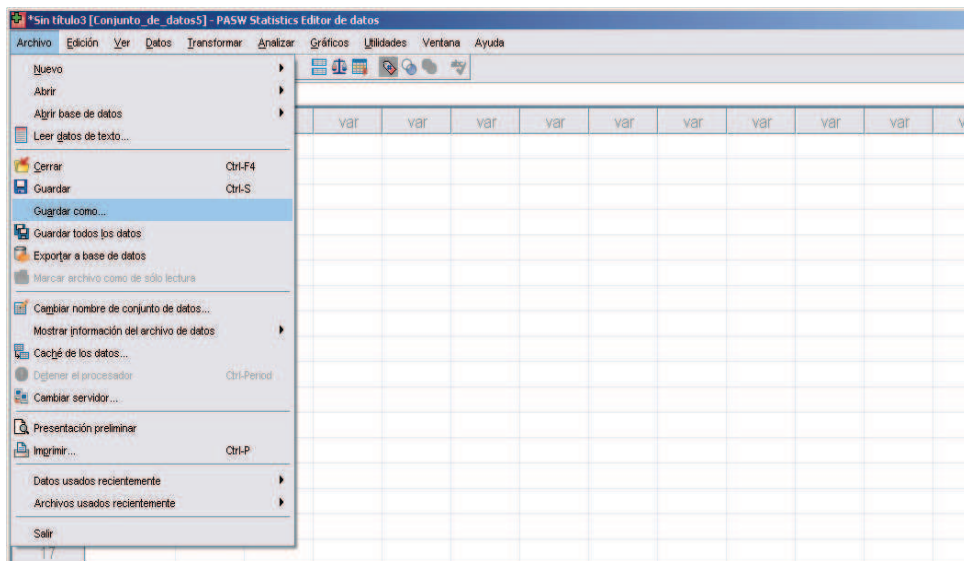 *Sin título3 [Conjunto_de_datos5] - PASW Statistics Editor de datos
Archivo Edición Ver Datos Transformar Analizar Gráficos Utilidades Ventana Ayuda
Nuevo
Abrir
Abrir base de datos
Leer datos de texto...
Cerrar Ctrl-F4
Guardar Ctrl-S
Guardar como...
Guardar todos los datos
Exportar a base de datos
Marcar archivo como de sólo lectura
Cambiar nombre de conjunto de datos...
Mostrar información del archivo de datos
Caché de los datos...
Detener el procesador Ctrl-Period
Cambiar servidor...
Presentación preliminar
Imprimir... Ctrl-P
Datos usados recientemente
Archivos usados recientemente
Salir
var var var var var var var var var
17